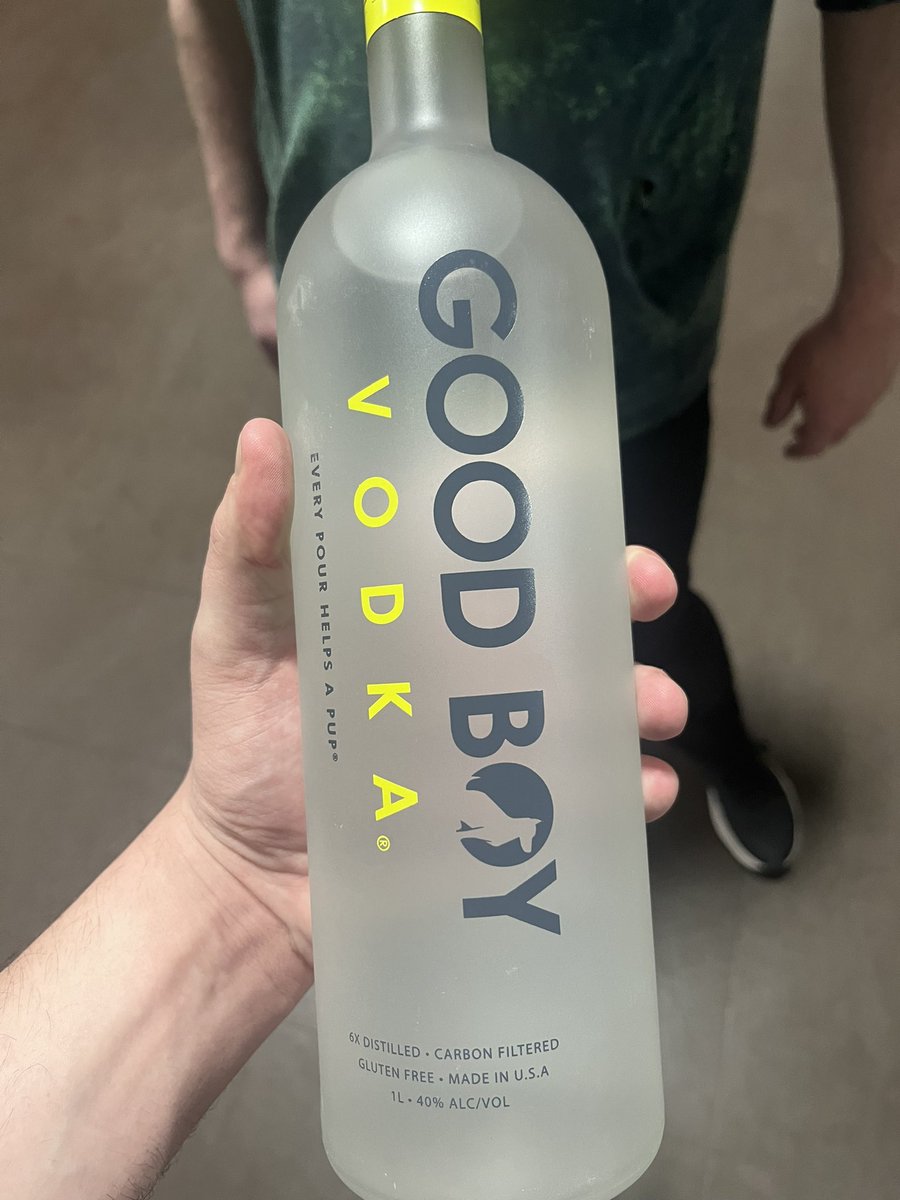 GOOD BOY
VODKA®
EVERY POUR HELPS A PUP®
6X DISTILLED • CARBON FILTERED
GLUTEN FREE • MADE IN U.S.A
1L • 40% ALC/VOL